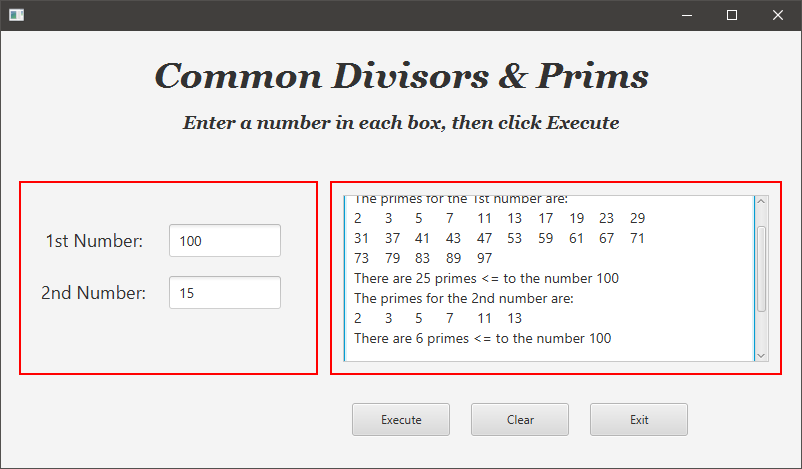 Common Divisors & Prims
Enter a number in each box, then click Execute
1st Number: 100
2nd Number: 15
The primes for the 1st number are:
2 3 5 7 11 13 17 19 23 29
31 37 41 43 47 53 59 61 67 71
73 79 83 89 97
There are 25 primes <= to the number 100
The primes for the 2nd number are:
2 3 5 7 11 13
There are 6 primes <= to the number 100
Execute Clear Exit